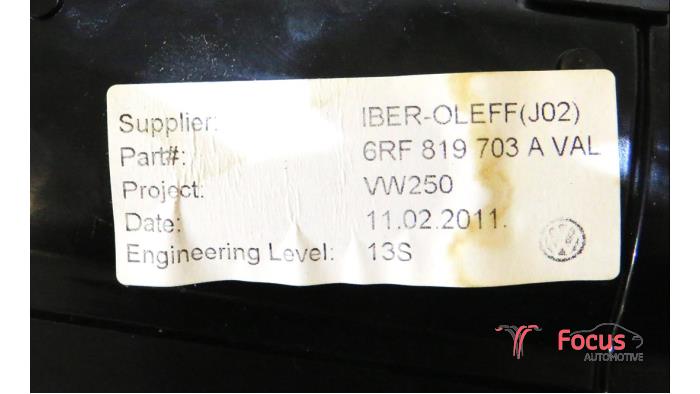 Supplier: IBER-OLEFF(J02)
Part#: 6RF 819 703 A VAL
Project: VW250
Date: 11.02.2011.
Engineering Level: 13S
Focus
AUTOMOTIVE